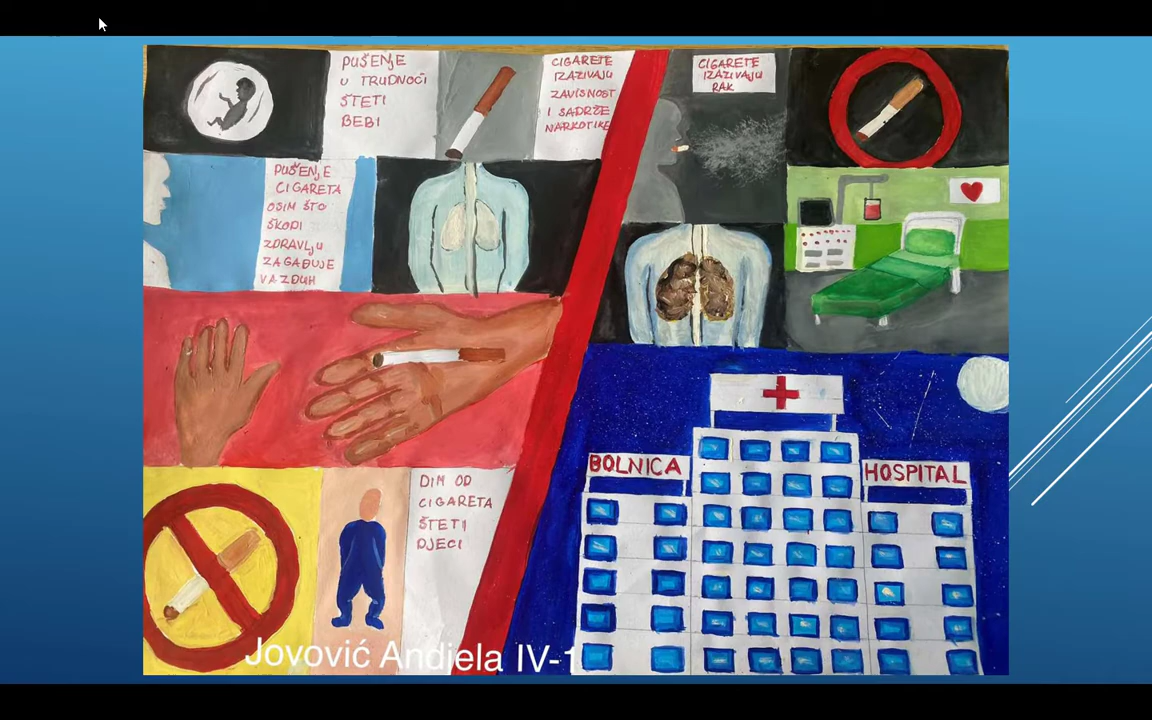 PUŠENJE
U TRUDNOĆI
ŠTETI
BEBI
CIGARETE
IZAZIVAJU
ZAVISNOST
I SADRŽE
NARKOTIKE
CIGARETE
IZAZIVAJU
RAK
PUŠENJE
CIGARETA
OSIM ŠTO
ŠKODI
ZDRAVLJU
ZAGAĐUJE
VAZDUH
BOLNICA
HOSPITAL
DIM OD
CIGARETA
ŠTETI
DJECI
Jovović Anđiela IV-1